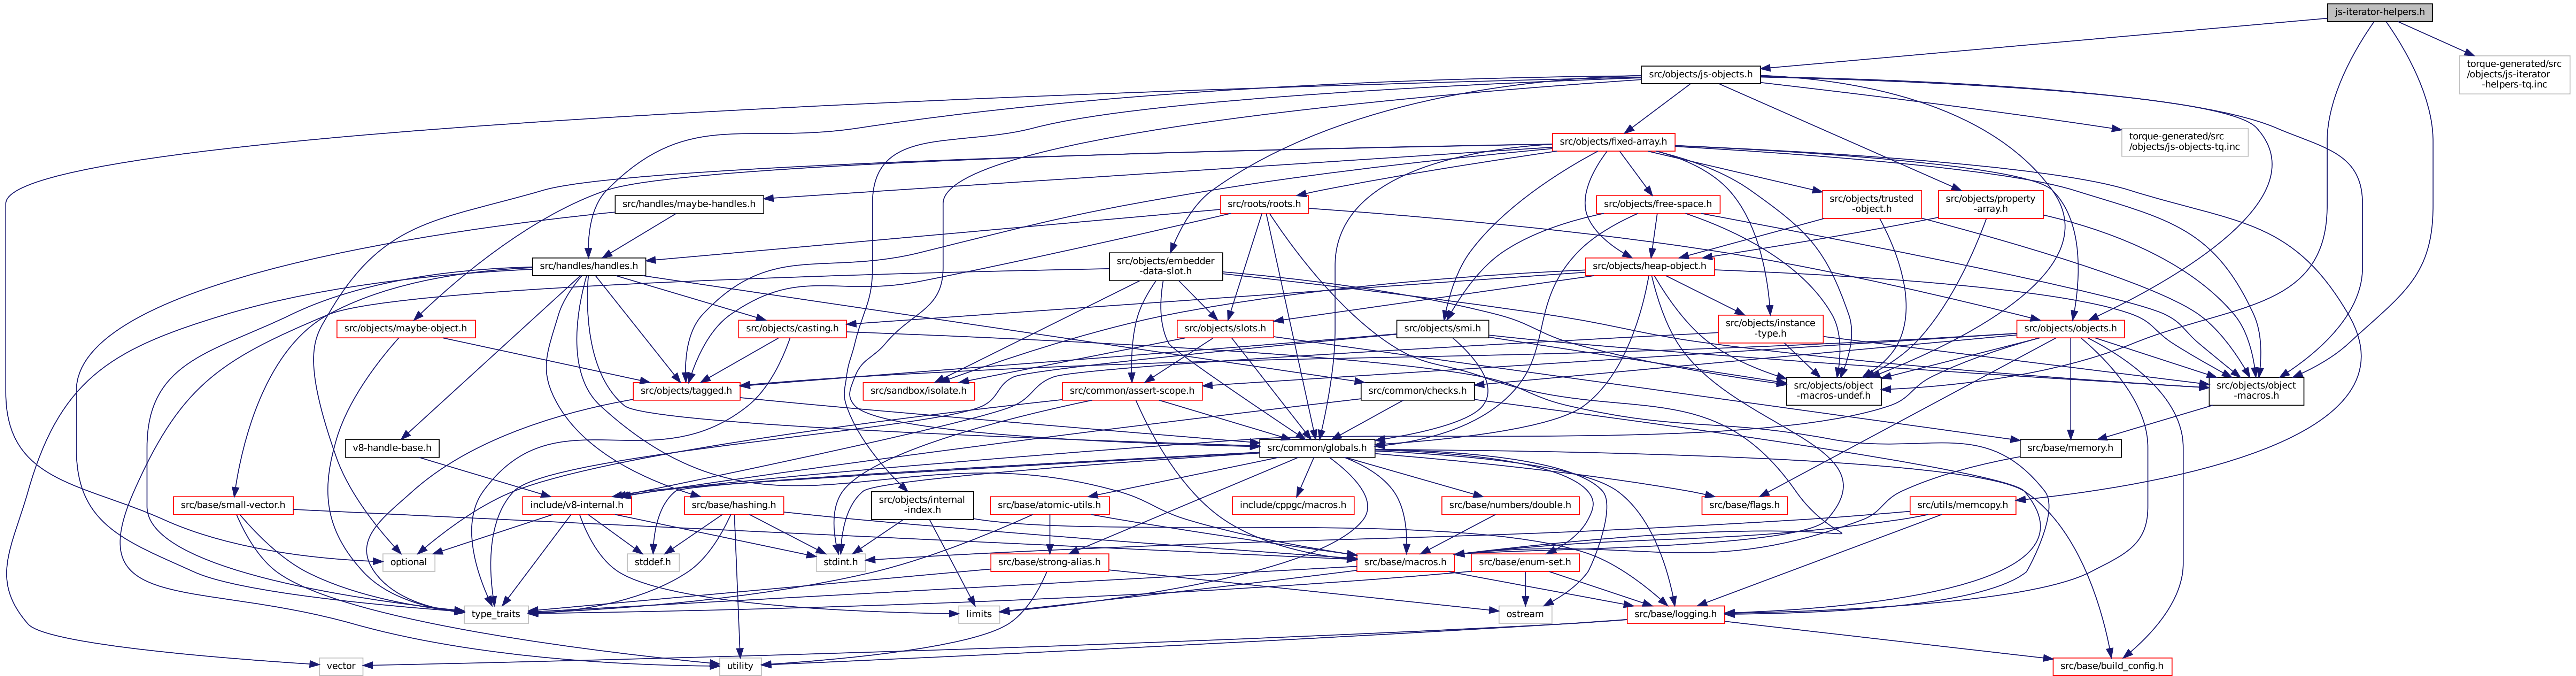 js-iterator-helpers.h
src/objects/js-objects.h
torque-generated/src
/objects/js-iterator
-helpers-tq.inc
src/objects/fixed-array.h
torque-generated/src
/objects/js-objects-tq.inc
src/handles/maybe-handles.h
src/roots/roots.h
src/objects/free-space.h
src/objects/trusted
-object.h
src/objects/property
-array.h
src/handles/handles.h
src/objects/embedder
-data-slot.h
src/objects/heap-object.h
src/objects/maybe-object.h
src/objects/casting.h
src/objects/slots.h
src/objects/smi.h
src/objects/instance
-type.h
src/objects/objects.h
src/objects/tagged.h
src/sandbox/isolate.h
src/common/assert-scope.h
src/common/checks.h
src/objects/object
-macros-undef.h
src/objects/object
-macros.h
v8-handle-base.h
src/common/globals.h
src/base/memory.h
src/base/small-vector.h
include/v8-internal.h
src/base/hashing.h
src/objects/internal
-index.h
src/base/atomic-utils.h
include/cppgc/macros.h
src/base/numbers/double.h
src/base/flags.h
src/utils/memcopy.h
optional
stddef.h
stdint.h
src/base/strong-alias.h
src/base/macros.h
src/base/enum-set.h
type_traits
limits
ostream
src/base/logging.h
vector
utility
src/base/build_config.h